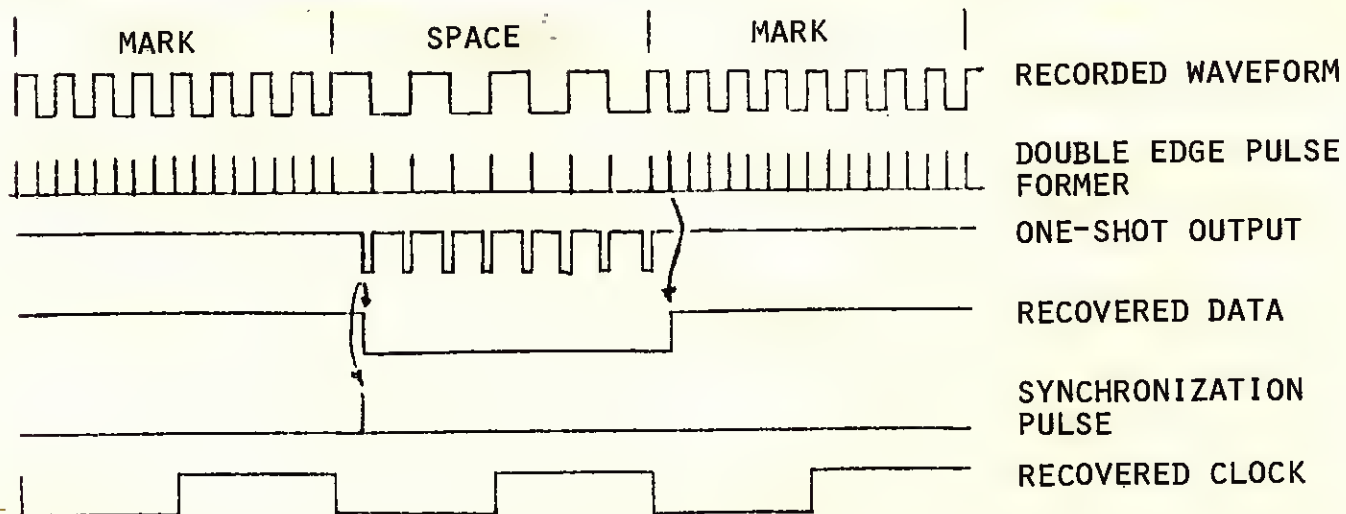 MARK SPACE MARK
RECORDED WAVEFORM
DOUBLE EDGE PULSE
FORMER
ONE-SHOT OUTPUT
RECOVERED DATA
SYNCHRONIZATION
PULSE
RECOVERED CLOCK